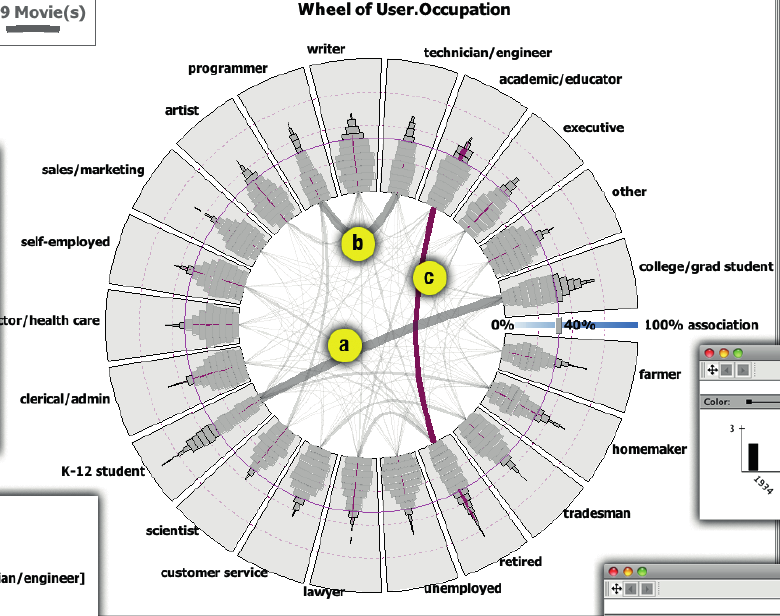 Wheel of User.Occupation
9 Movie(s)
writer
technician/engineer
programmer
academic/educator
artist
executive
sales/marketing
other
self-employed
college/grad student
ctor/health care
0%
40%
100% association
b
c
a
farmer
clerical/admin
Color:
3
1934
homemaker
K-12 student
tradesman
scientist
retired
customer service
ian/engineer]
lawyer
unemployed